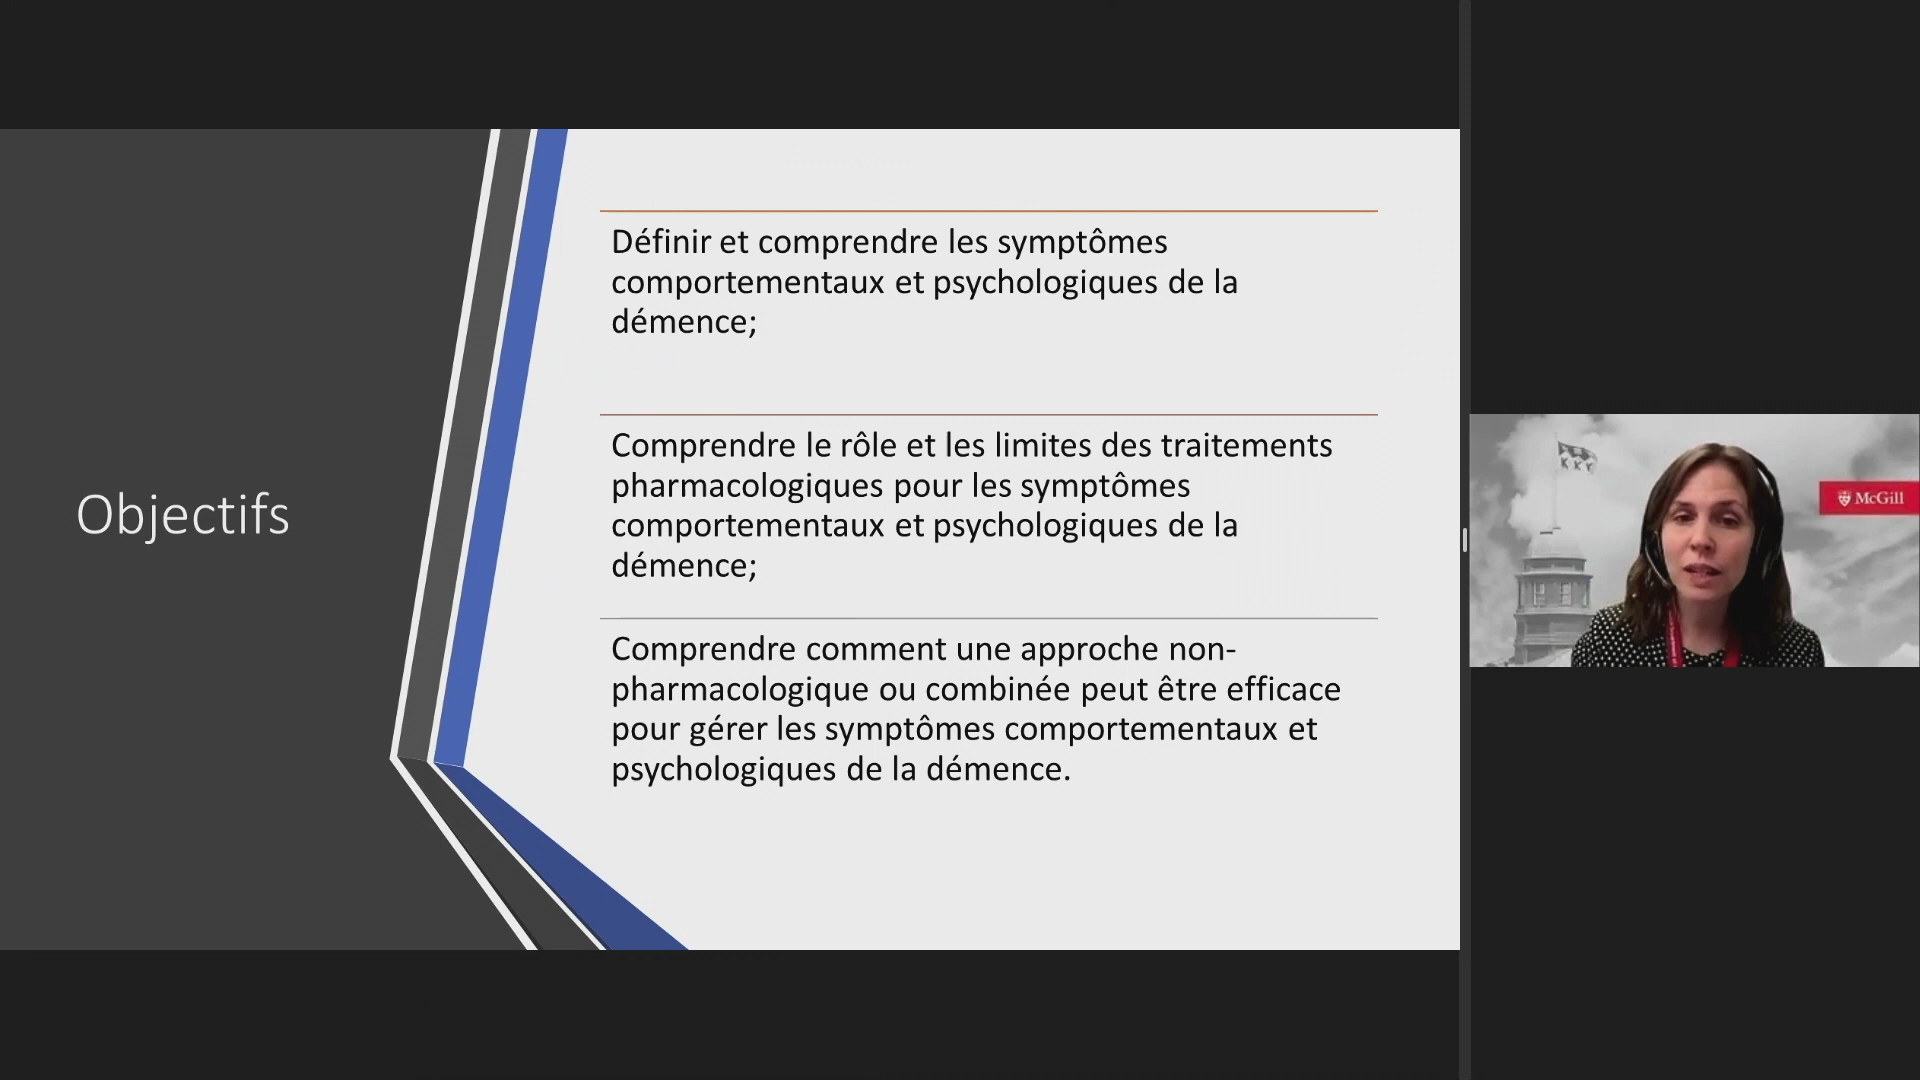 Objectifs
Définir et comprendre les symptômes
comportementaux et psychologiques de la
démence;
Comprendre le rôle et les limites des traitements
pharmacologiques pour les symptômes
comportementaux et psychologiques de la
démence;
Comprendre comment une approche non-
pharmacologique ou combinée peut être efficace
pour gérer les symptômes comportementaux et
psychologiques de la démence.
McGill